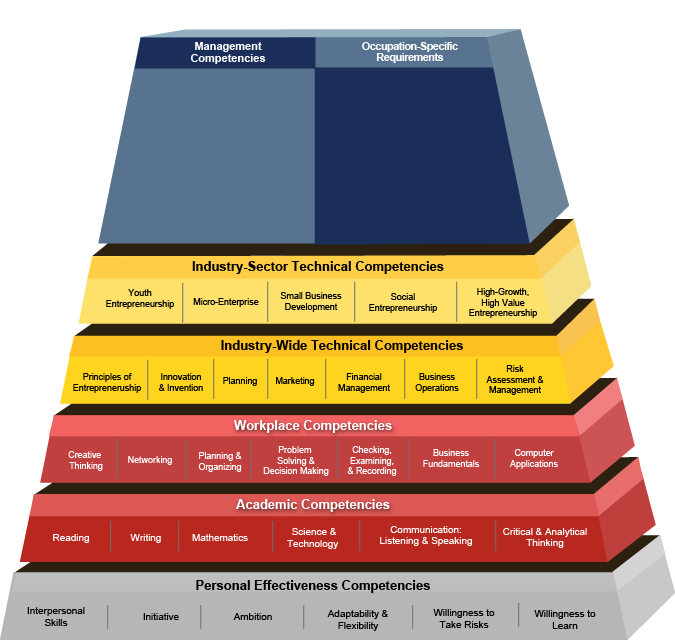 Management
Competencies
Occupation-Specific
Requirements
Industry-Sector Technical Competencies
Youth
Entrepreneurship
Micro-Enterprise
Small Business
Development
Social
Entrepreneurship
High-Growth,
High Value
Entrepreneurship
Industry-Wide Technical Competencies
Principles of
Entrepreneruship
Innovation
& Invention
Planning
Marketing
Financial
Management
Business
Operations
Risk
Assessment &
Management
Workplace Competencies
Creative
Thinking
Networking
Planning &
Organizing
Problem
Solving &
Decision Making
Checking,
Examining,
& Recording
Business
Fundamentals
Computer
Applications
Academic Competencies
Reading
Writing
Mathematics
Science &
Technology
Communication:
Listening & Speaking
Critical & Analytical
Thinking
Personal Effectiveness Competencies
Interpersonal
Skills
Initiative
Ambition
Adaptability &
Flexibility
Willingness to
Take Risks
Willingness to
Learn